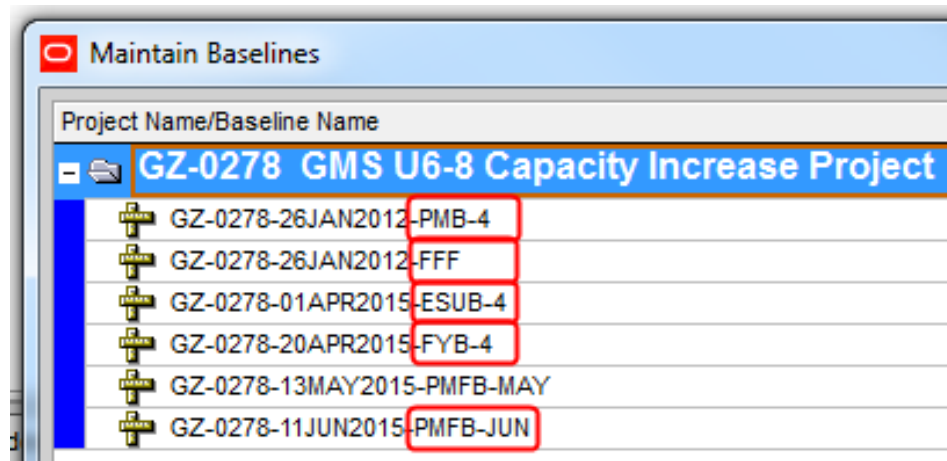 Maintain Baselines
Project Name/Baseline Name
GZ-0278 GMS U6-8 Capacity Increase Project
GZ-0278-26JAN2012-PMB-4
GZ-0278-26JAN2012-FFF
GZ-0278-01APR2015-ESUB-4
GZ-0278-20APR2015-FYB-4
GZ-0278-13MAY2015-PMFB-MAY
GZ-0278-11JUN2015-PMFB-JUN